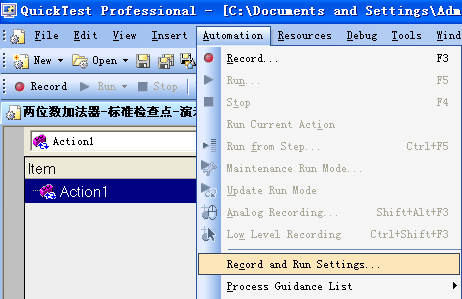 QuickTest Professional - [C:\Documents and Settings\Adm
File Edit View Insert Automation Resources Debug Tools Wind
New Open
Record Run Stop
两位数加法器-标准检查点-演示
Action1
Item
Action1
Record... F3
Run... F5
Stop F4
Run Current Action
Run from Step... Ctrl+F5
Maintenance Run Mode...
Update Run Mode
Analog Recording... Shift+Alt+F3
Low Level Recording Ctrl+Shift+F3
Record and Run Settings...
Process Guidance List